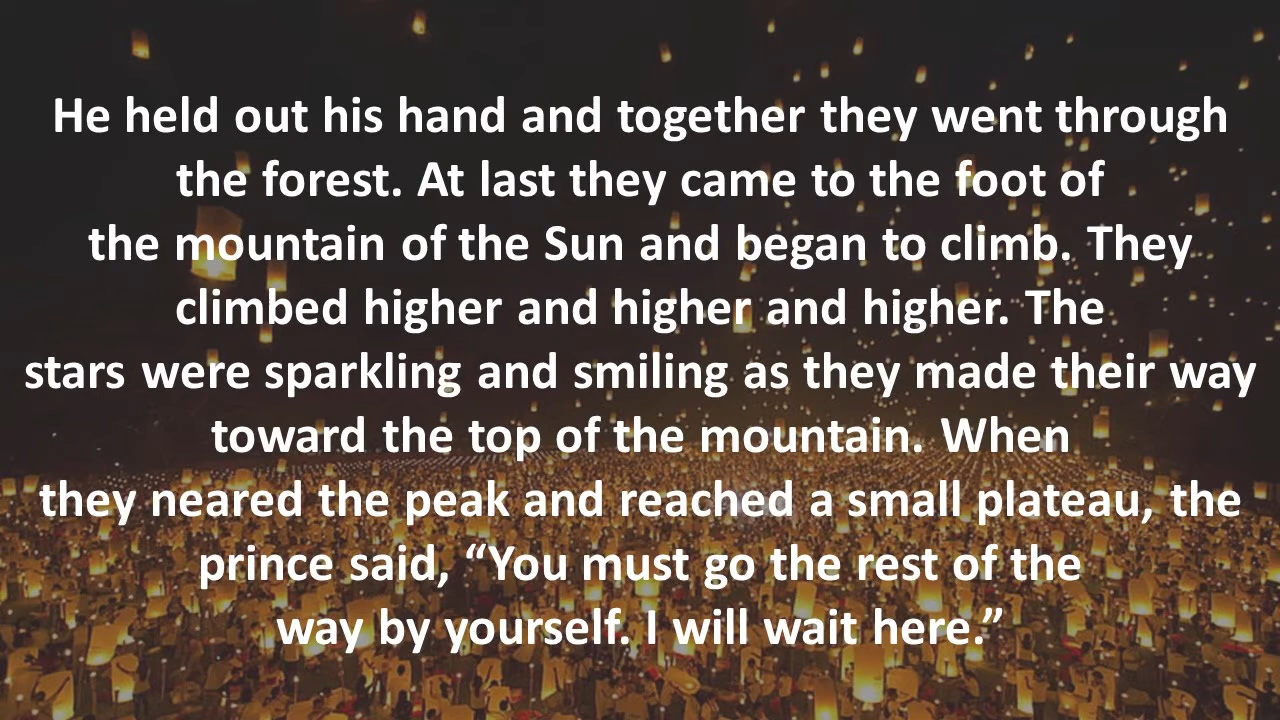 He held out his hand and together they went through
the forest. At last they came to the foot of
the mountain of the Sun and began to climb. They
climbed higher and higher and higher. The
stars were sparkling and smiling as they made their way
toward the top of the mountain. When
they neared the peak and reached a small plateau, the
prince said, “You must go the rest of the
way by yourself. I will wait here.”